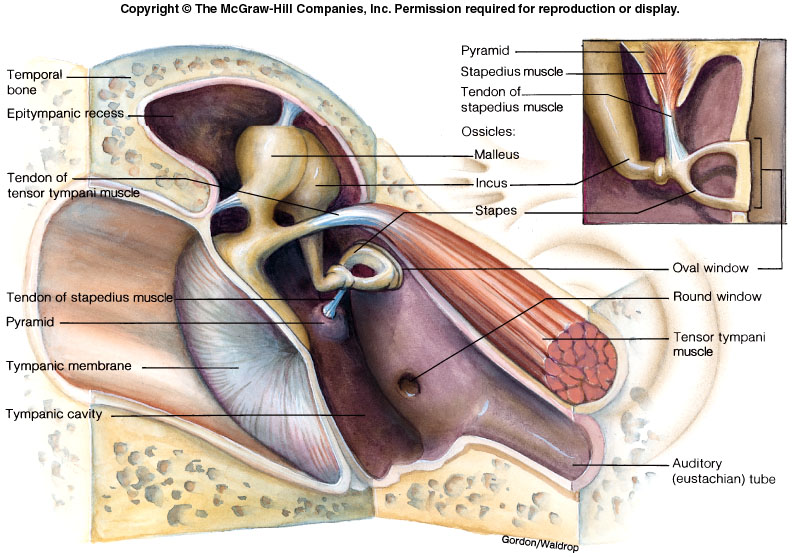 Copyright © The McGraw-Hill Companies, Inc. Permission required for reproduction or display.
Temporal
bone
Epitympanic recess
Tendon of
tensor tympani muscle
Tendon of stapedius muscle
Pyramid
Tympanic membrane
Tympanic cavity
Pyramid
Stapedius muscle
Tendon of
stapedius muscle
Ossicles:
Malleus
Incus
Stapes
Oval window
Round window
Tensor tympani
muscle
Auditory
(eustachian) tube
Gordon/Waldrop